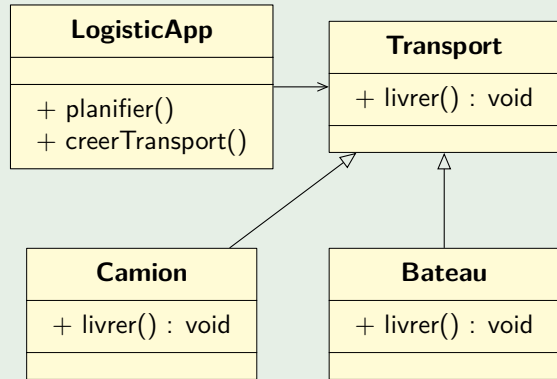 LogisticApp
+ planifier()
+ creerTransport()
Transport
+ livrer() : void
Camion
+ livrer() : void
Bateau
+ livrer() : void